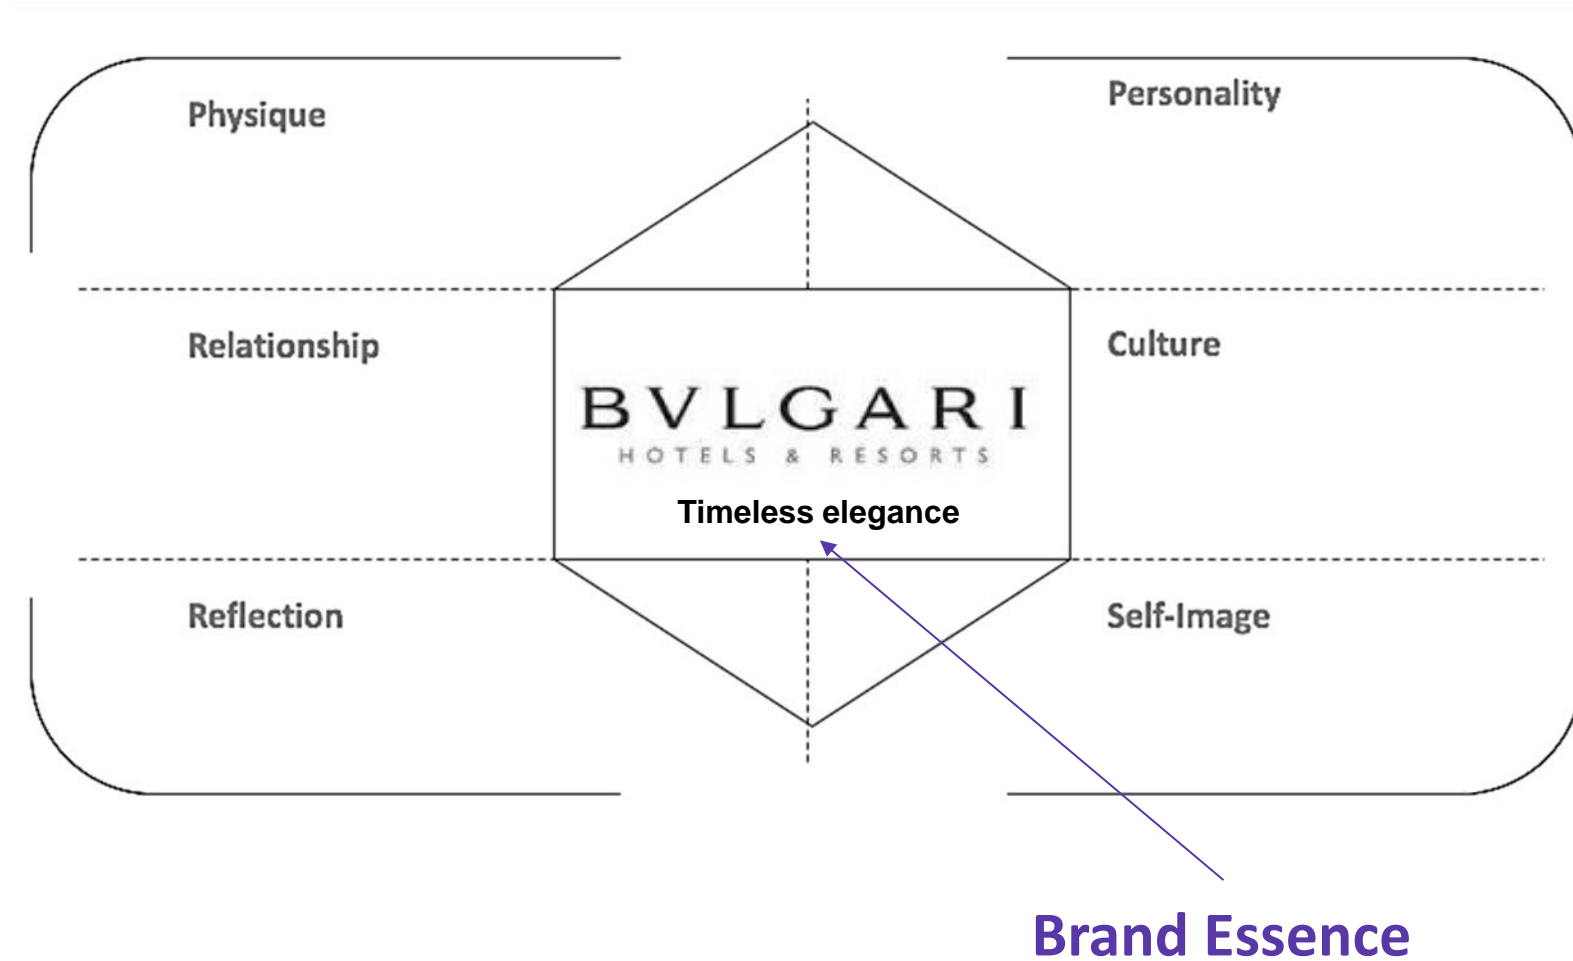 Physique
Personality
Relationship
Culture
BVLGARI
HOTELS & RESORTS
Timeless elegance
Reflection
Self-Image
Brand Essence